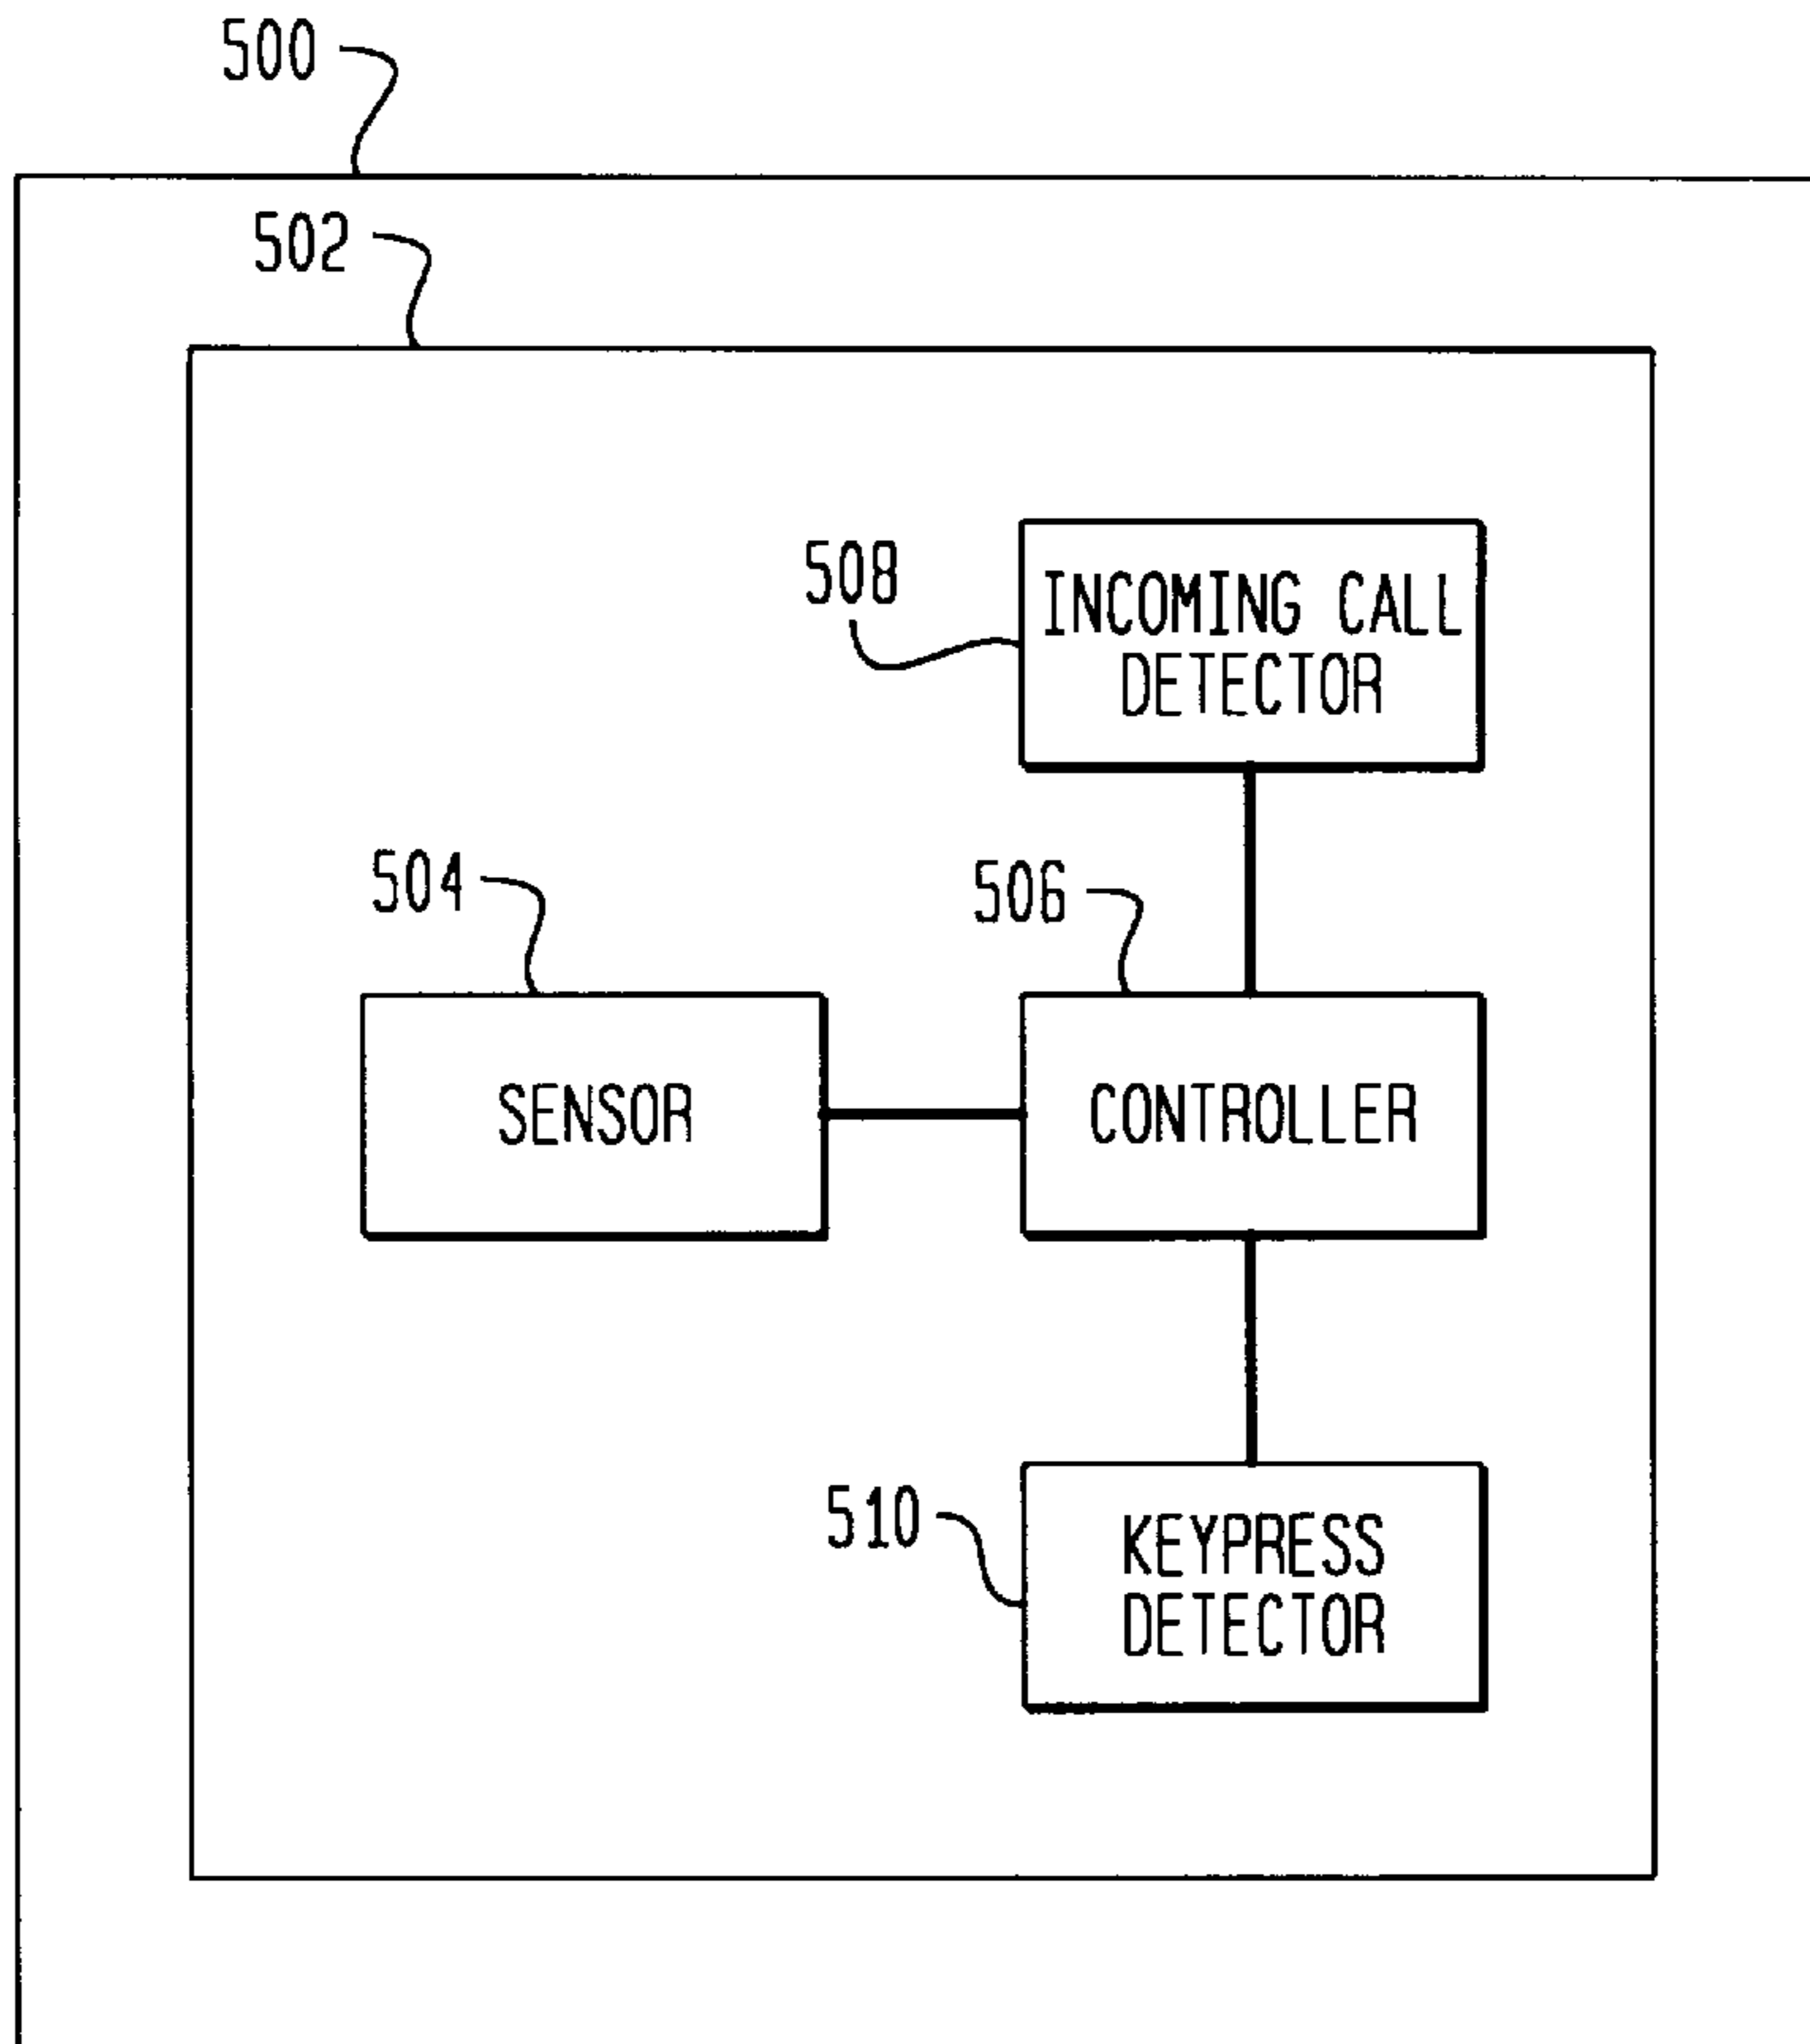 500
502
508
INCOMING CALL
DETECTOR
504
506
SENSOR
CONTROLLER
510
KEYPRESS
DETECTOR